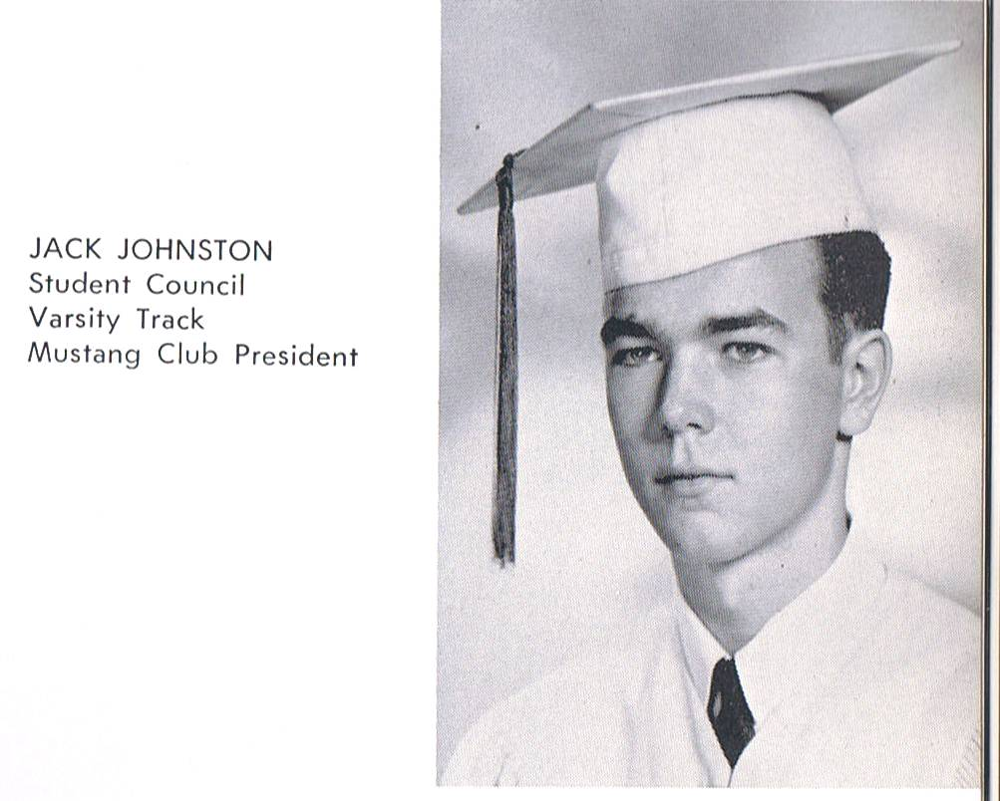 JACK JOHNSTON
Student Council
Varsity Track
Mustang Club President